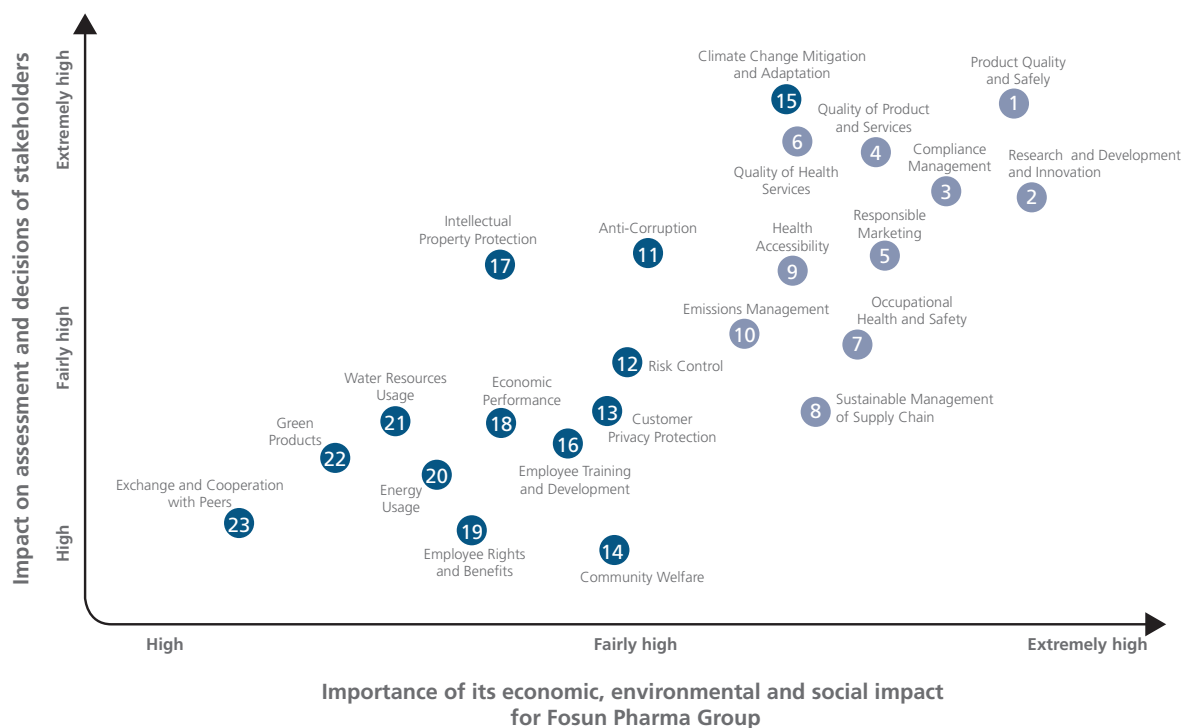 Impact on assessment and decisions of stakeholders
Extremely high
Fairly high
High
Climate Change Mitigation
and Adaptation
15
Product Quality
and Safely
1
Quality of Product
and Services
4
6
Quality of Health
Services
Compliance
Management
3
Research and Development
and Innovation
2
Intellectual
Property Protection
17
Anti-Corruption
11
Health
Accessibility
9
Responsible
Marketing
5
Emissions Management
10
Occupational
Health and Safety
7
12
Risk Control
Water Resources
Usage
21
Economic
Performance
18
13
Customer
Privacy Protection
8
Sustainable Management
of Supply Chain
Green
Products
22
16
Employee Training
and Development
20
Energy
Usage
Exchange and Cooperation
with Peers
23
19
Employee Rights
and Benefits
14
Community Welfare
High
Fairly high
Extremely high
Importance of its economic, environmental and social impact
for Fosun Pharma Group